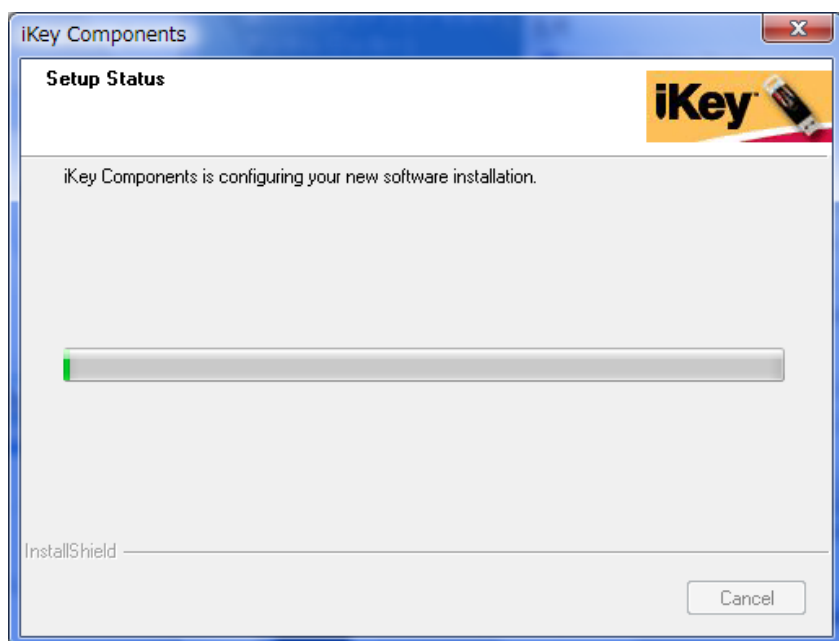 iKey Components
Setup Status
iKey
iKey Components is configuring your new software installation.
InstallShield
Cancel